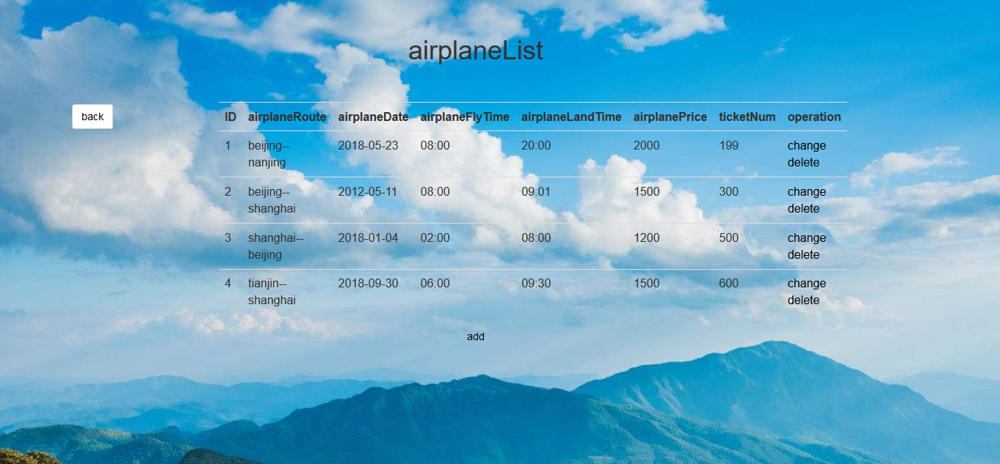 airplaneList
back
ID airplaneRoute airplaneDate airplaneFlyTime airplaneLandTime airplanePrice ticketNum operation
1 beijing-- 2018-05-23 08:00 20:00 2000 199 change
nanjing delete
2 beijing-- 2012-05-11 08:00 09:01 1500 300 change
shanghai delete
3 shanghai-- 2018-01-04 02:00 08:00 1200 500 change
beijing delete
4 tianjin-- 2018-09-30 06:00 09:30 1500 600 change
shanghai delete
add